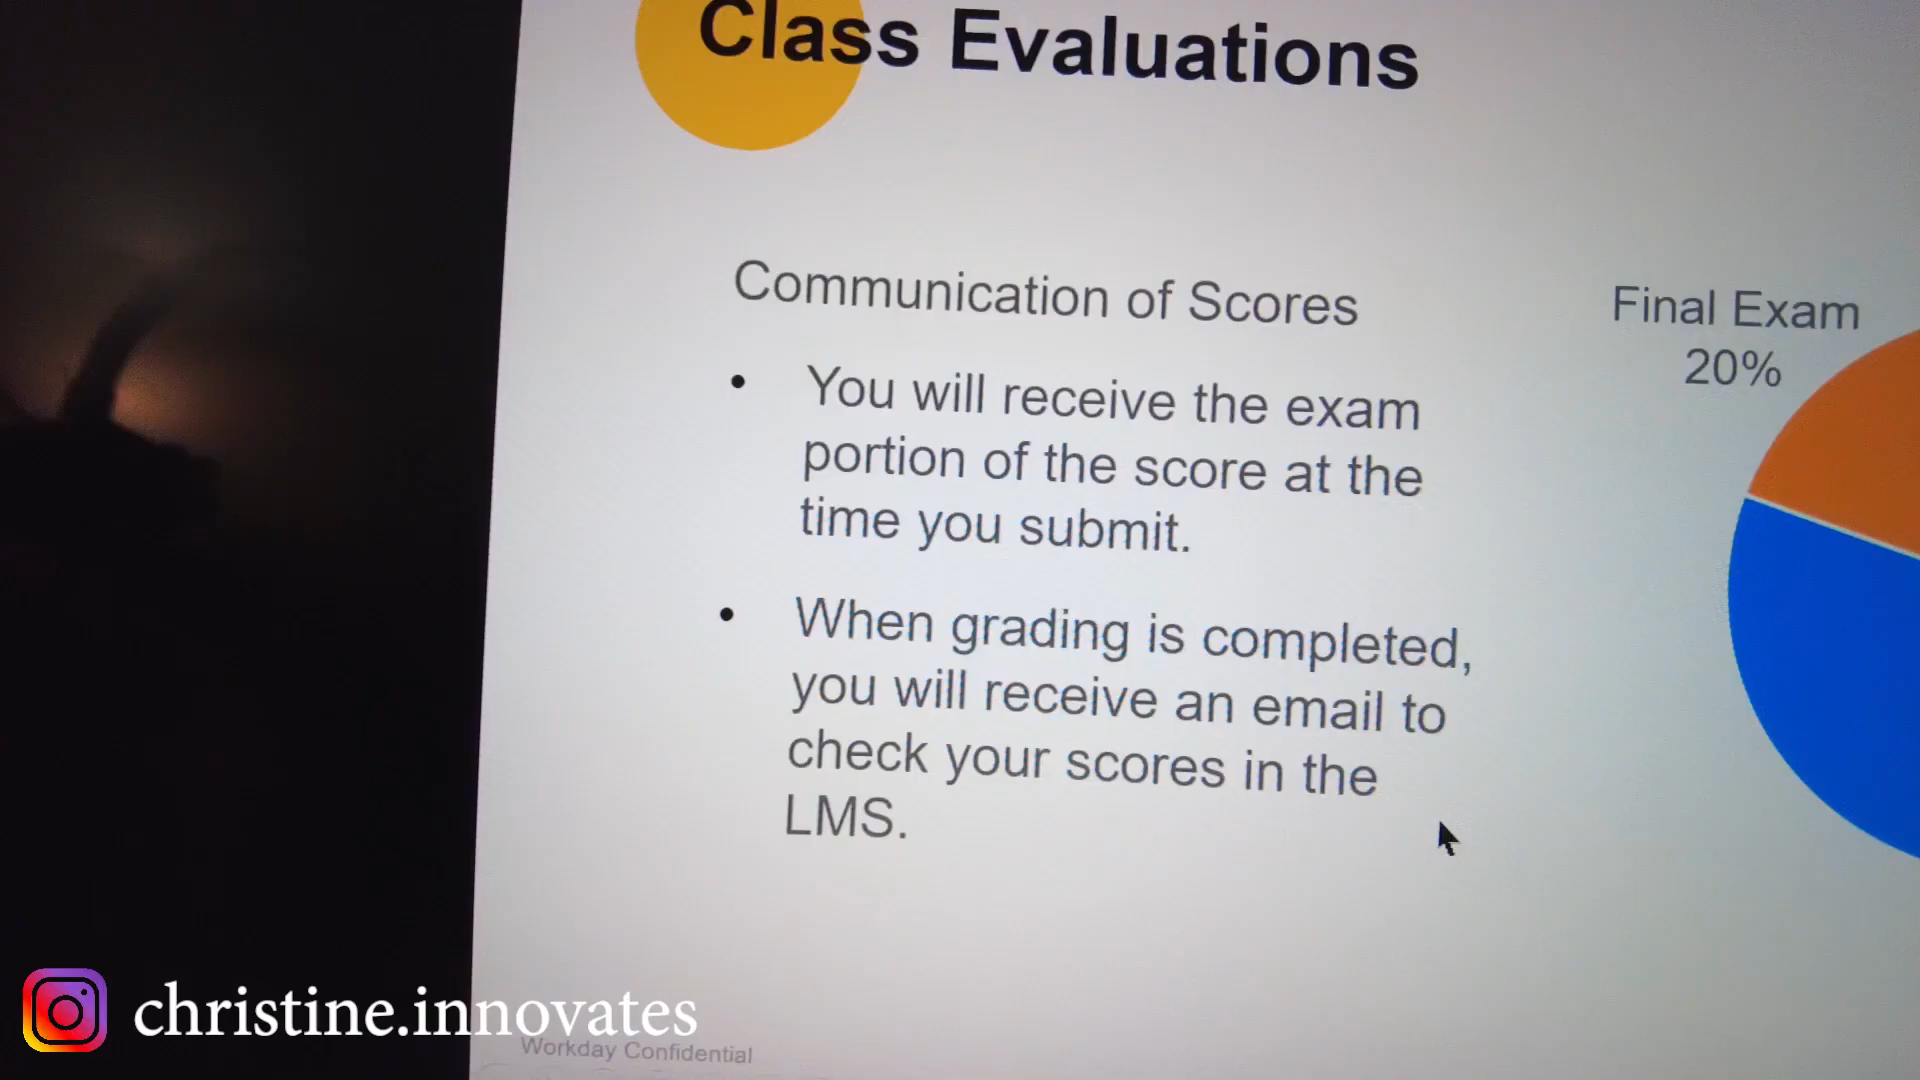 Class Evaluations
Communication of Scores
• You will receive the exam
portion of the score at the
time you submit.
• When grading is completed,
you will receive an email to
check your scores in the
LMS.
Final Exam
20%
christine.innovates
Workday Confidential